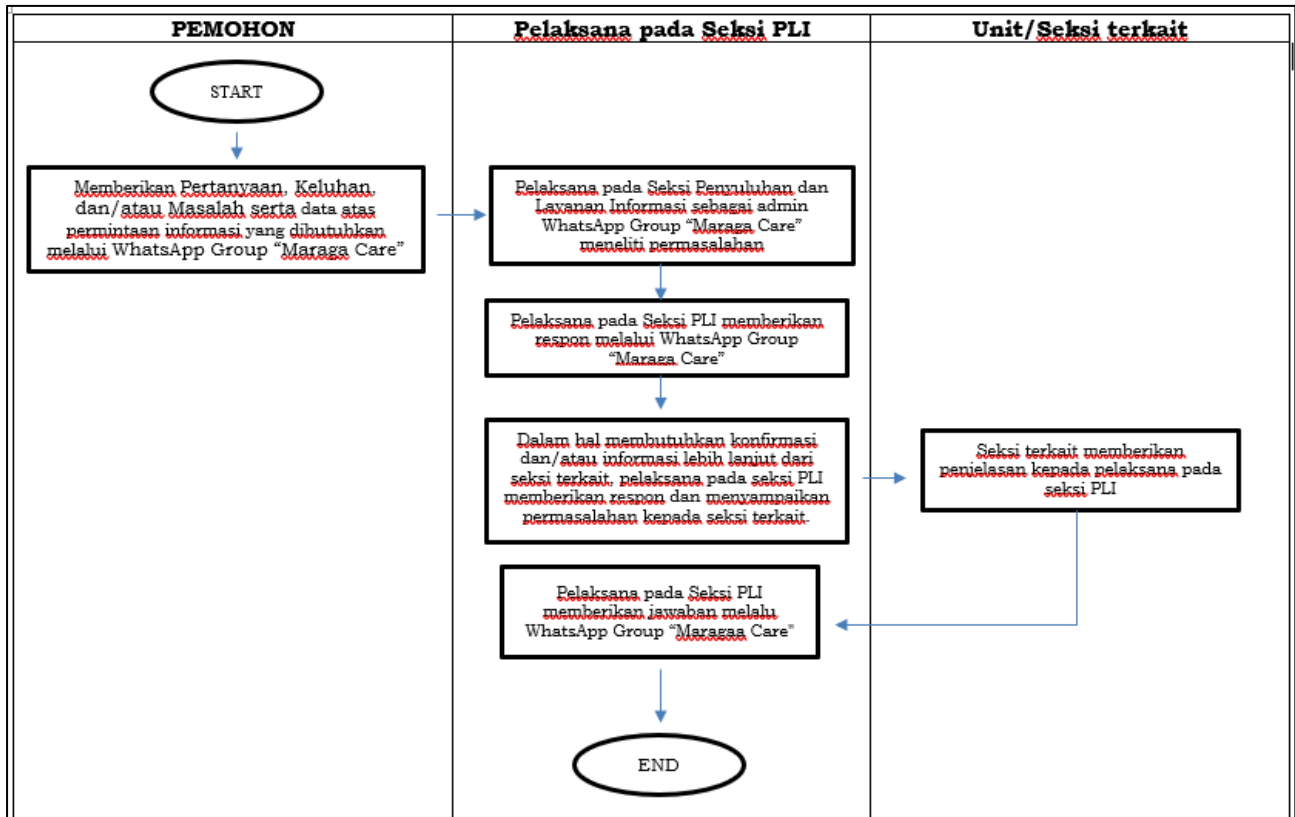 PEMOHON
Pelaksana pada Seksi PLI
Unit/Seksi terkait
START
Memberikan Pertanyaan, Keluhan,
dan/atau Masalah serta data atas
permintaan informasi yang dibutuhkan
melalui WhatsApp Group “Maraga Care”
Pelaksana pada Seksi Penyuluhan dan
Layanan Informasi sebagai admin
WhatsApp Group “Maraga Care”
meneliti permasalahan
Pelaksana pada Seksi PLI memberikan
respon melalui WhatsApp Group
“Maraga Care”
Dalam hal membutuhkan konfirmasi
dan/atau informasi lebih lanjut dari
seksi terkait, pelaksana pada seksi PLI
memberikan respon dan menyampaikan
permasalahan kepada seksi terkait.
Seksi terkait memberikan
penjelasan kepada pelaksana pada
seksi PLI
Pelaksana pada Seksi PLI
memberikan jawaban melalu
WhatsApp Group “Maragaa Care”
END